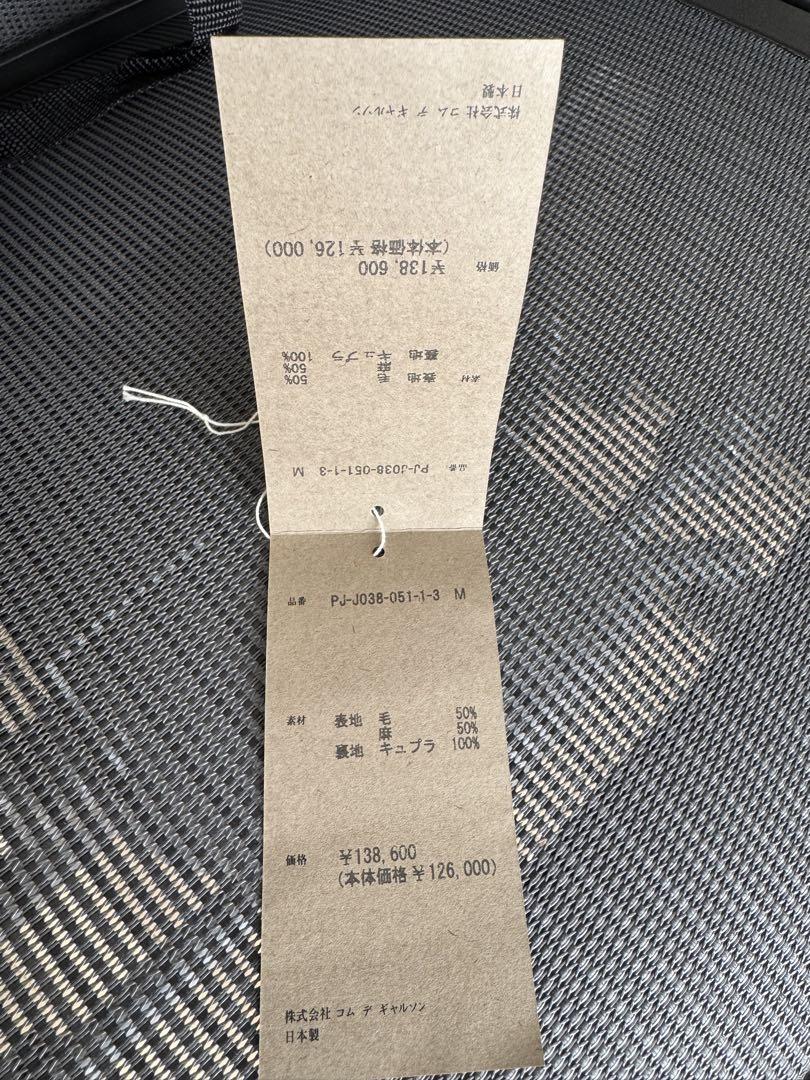 株式会社 コム デ ギャルソン
日本製
価格 ¥138,600
(本体価格 ¥126,000)
素材 表地 毛 50%
麻 50%
裏地 キュプラ 100%
品番 PJ-J038-051-1-3 M
品番 PJ-J038-051-1-3 M
素材 表地 毛 50%
麻 50%
裏地 キュプラ 100%
価格 ¥138,600
(本体価格 ¥126,000)
株式会社 コム デ ギャルソン
日本製